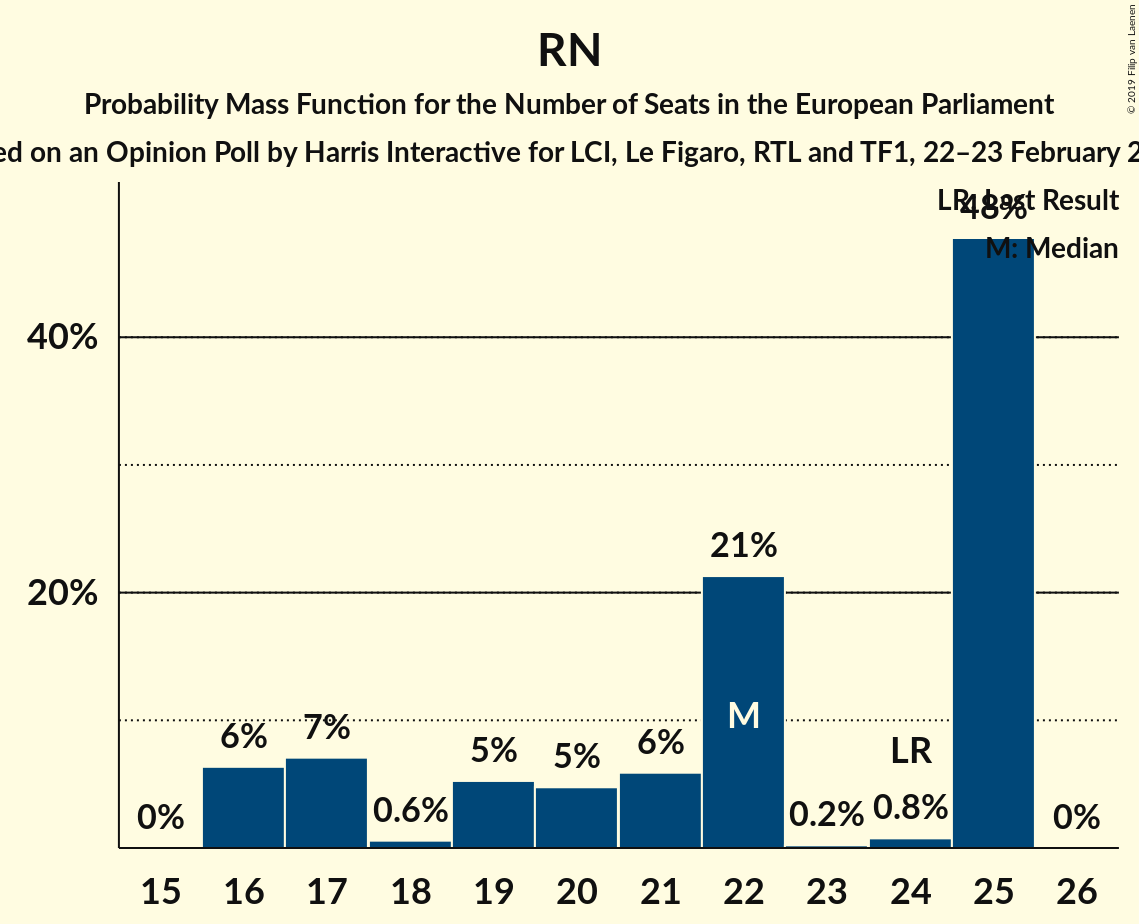 RN
Probability Mass Function for the Number of Seats in the European Parliament
ed on an Opinion Poll by Harris Interactive for LCI, Le Figaro, RTL and TF1, 22–23 February 2
© 2019 Filip van Laenen
LR: Last Result
M: Median
48%
40%
21%
20%
M
6%
7%
5%
5%
6%
LR
0%
0.6%
0.2%
0.8%
0%
15 16 17 18 19 20 21 22 23 24 25 26